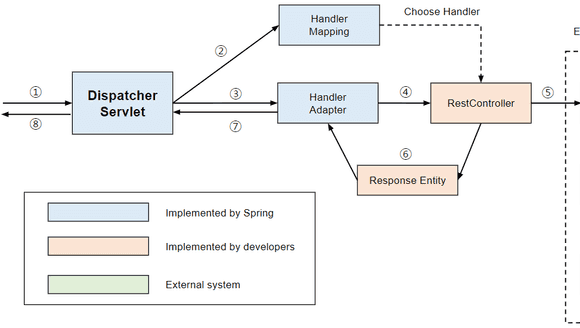 Choose Handler
E
Handler
Mapping
②
①
Dispatcher
Servlet
③
Handler
Adapter
④
RestController
⑤
⑧
⑦
⑥
Response Entity
Implemented by Spring
Implemented by developers
External system